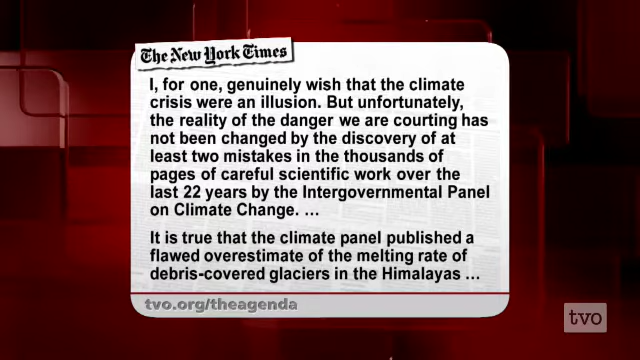 The New York Times
I, for one, genuinely wish that the climate
crisis were an illusion. But unfortunately,
the reality of the danger we are courting has
not been changed by the discovery of at
least two mistakes in the thousands of
pages of careful scientific work over the
last 22 years by the Intergovernmental Panel
on Climate Change. ...
It is true that the climate panel published a
flawed overestimate of the melting rate of
debris-covered glaciers in the Himalayas ...
tvo.org/theagenda
tvo